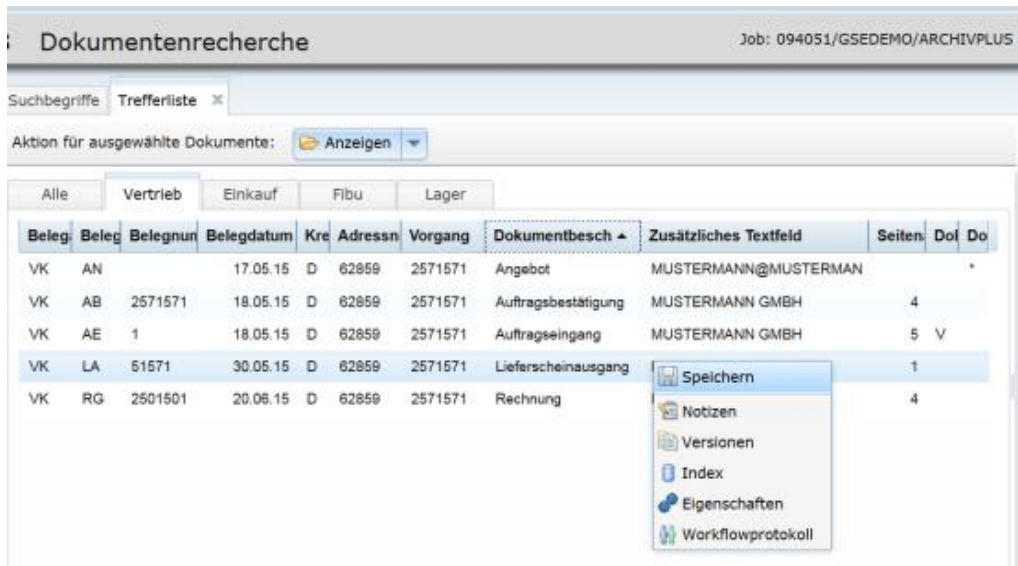 Dokumentenrecherche Job: 094051/GSEDEMO/ARCHIVPLUS
Suchbegriffe Trefferliste
Aktion für ausgewählte Dokumente: Anzeigen
Alle Vertrieb Einkauf Fibu Lager
Beleg Beleg Belegnun Belegdatum Kre Adressn Vorgang Dokumentbesch Zusätzliches Textfeld Seiten Dol Do
VK AN 17.05.15 D 62859 2571571 Angebot MUSTERMANN@MUSTERMAN *
VK AB 2571571 18.05.15 D 62859 2571571 Auftragsbestätigung MUSTERMANN GMBH 4
VK AE 1 18.05.15 D 62859 2571571 Auftragseingang MUSTERMANN GMBH 5 V
VK LA 51571 30.05.15 D 62859 2571571 Lieferscheinausgang 1
VK RG 2501501 20.06.15 D 62859 2571571 Rechnung 4
Speichern
Notizen
Versionen
Index
Eigenschaften
Workflowprotokoll